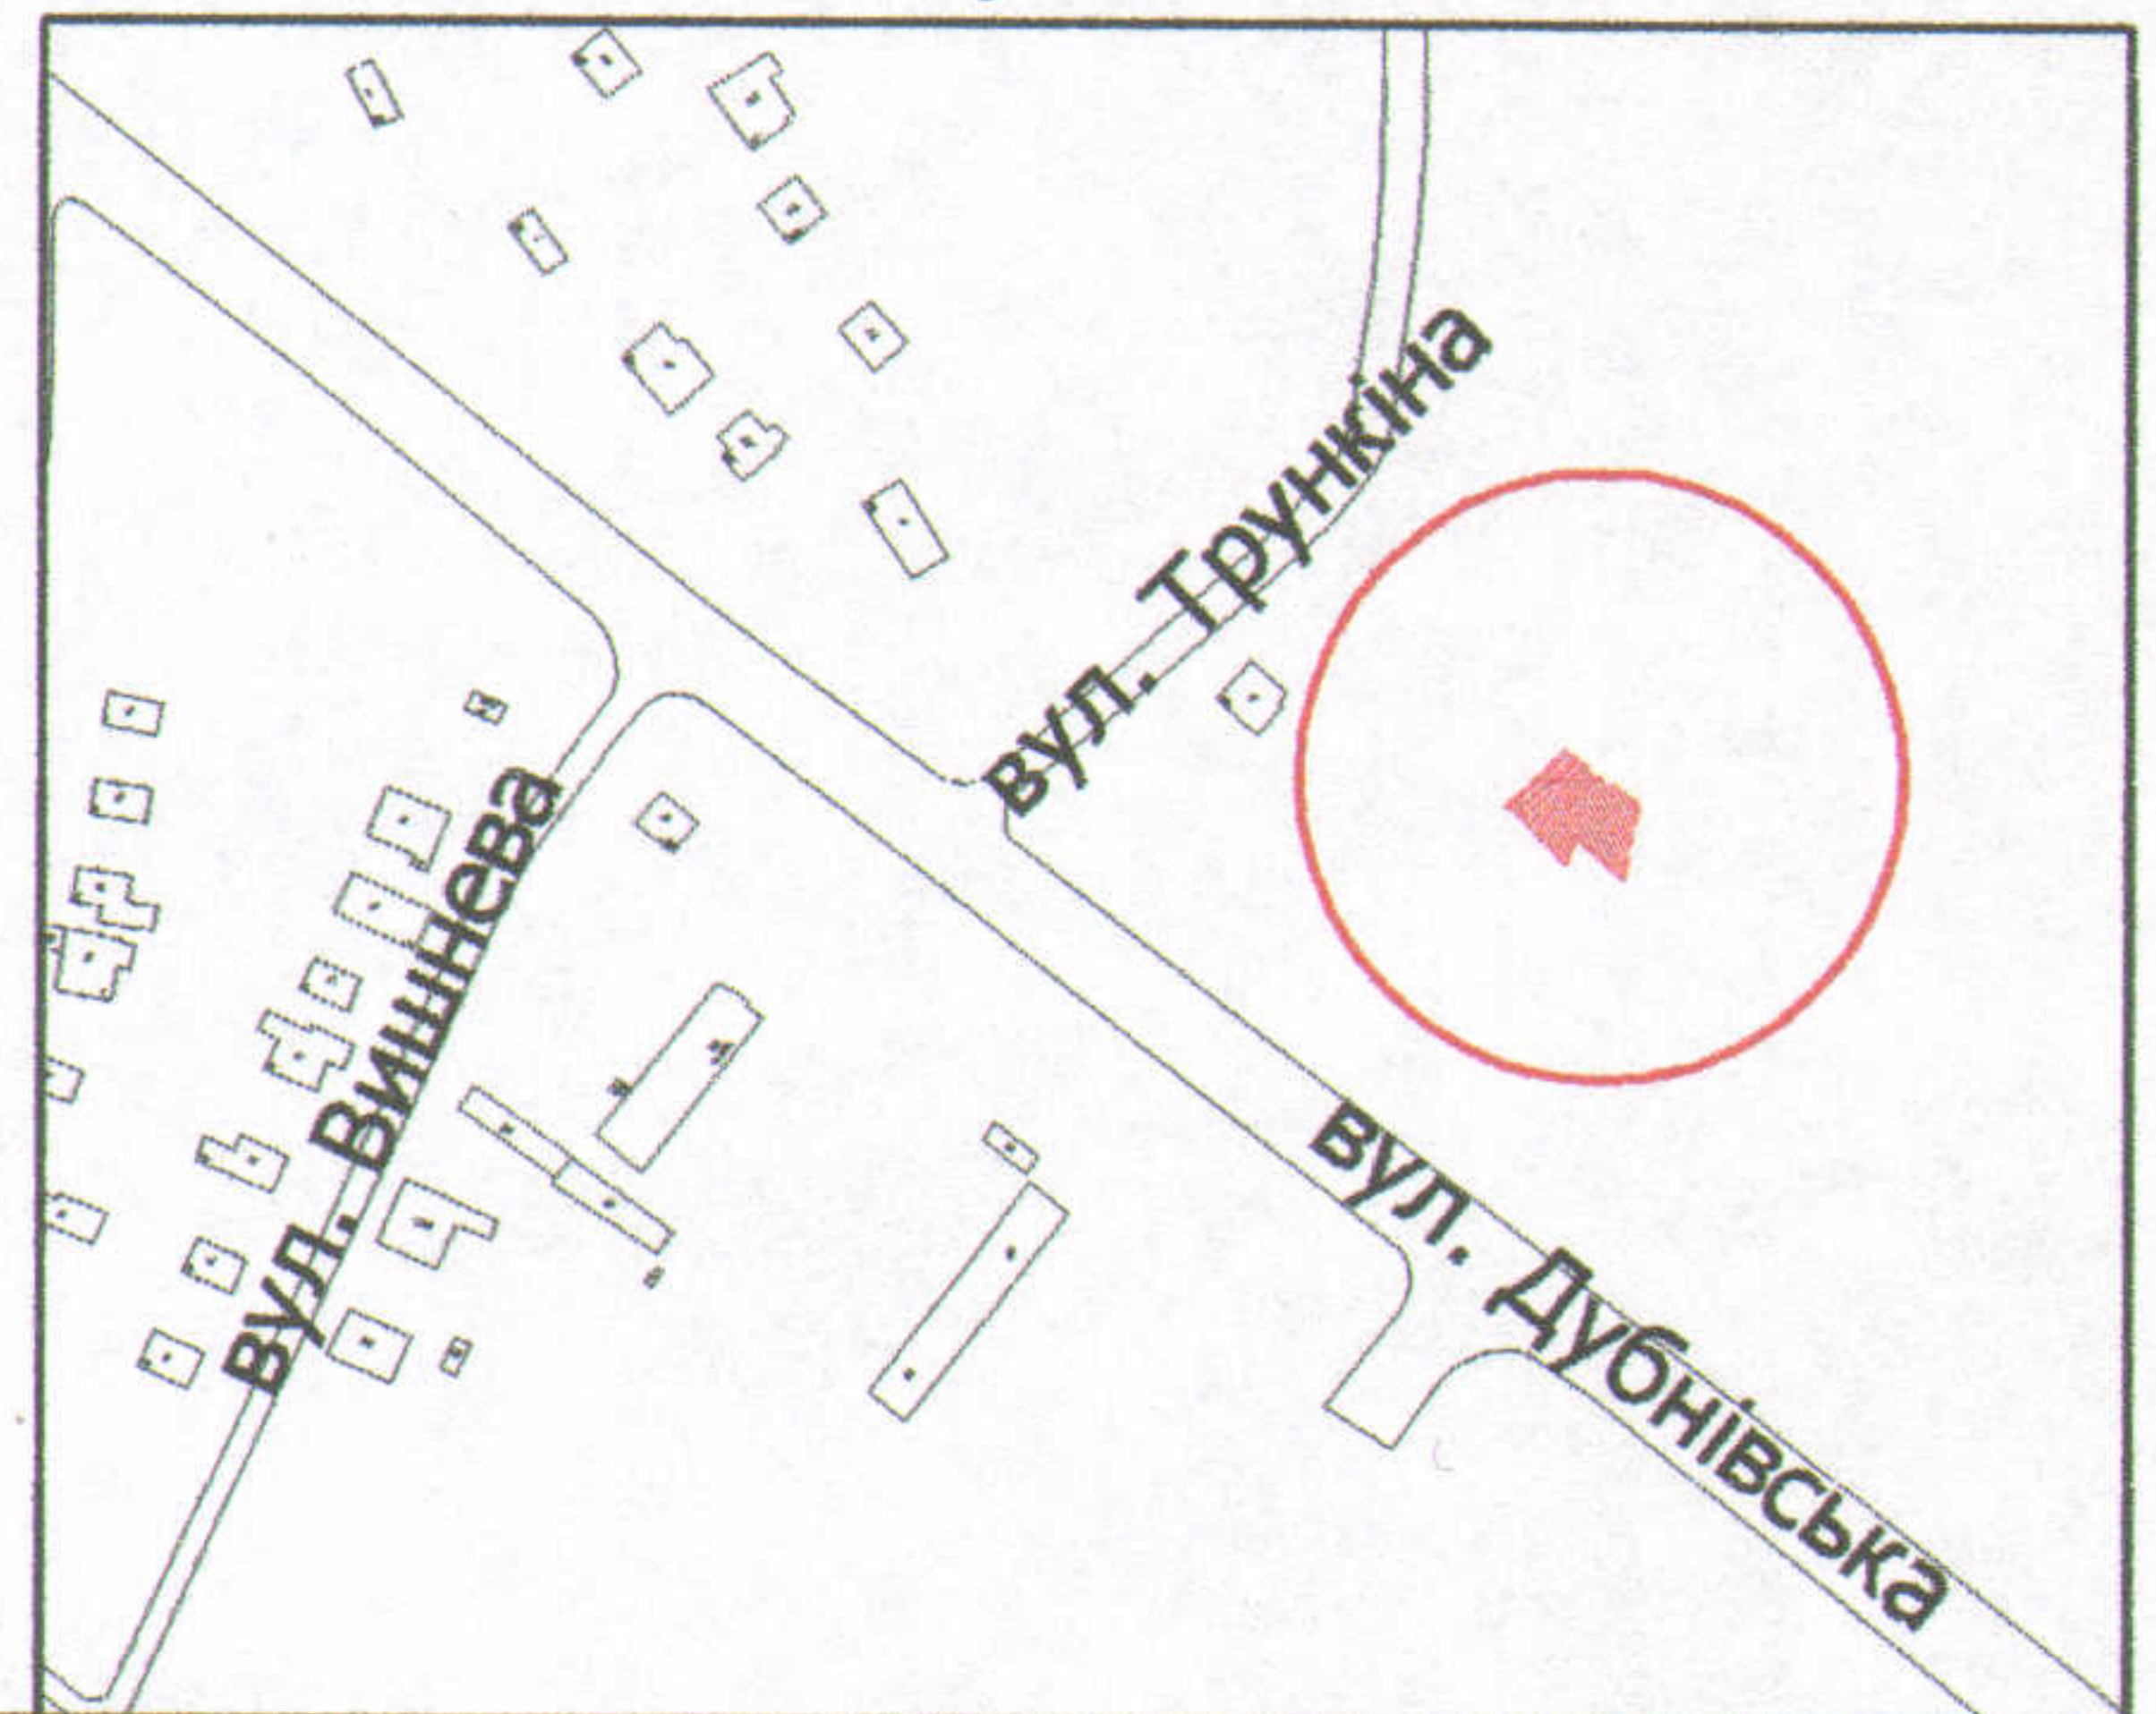 вул. Трункіна
вул. Вишнева
вул. Дубнівська